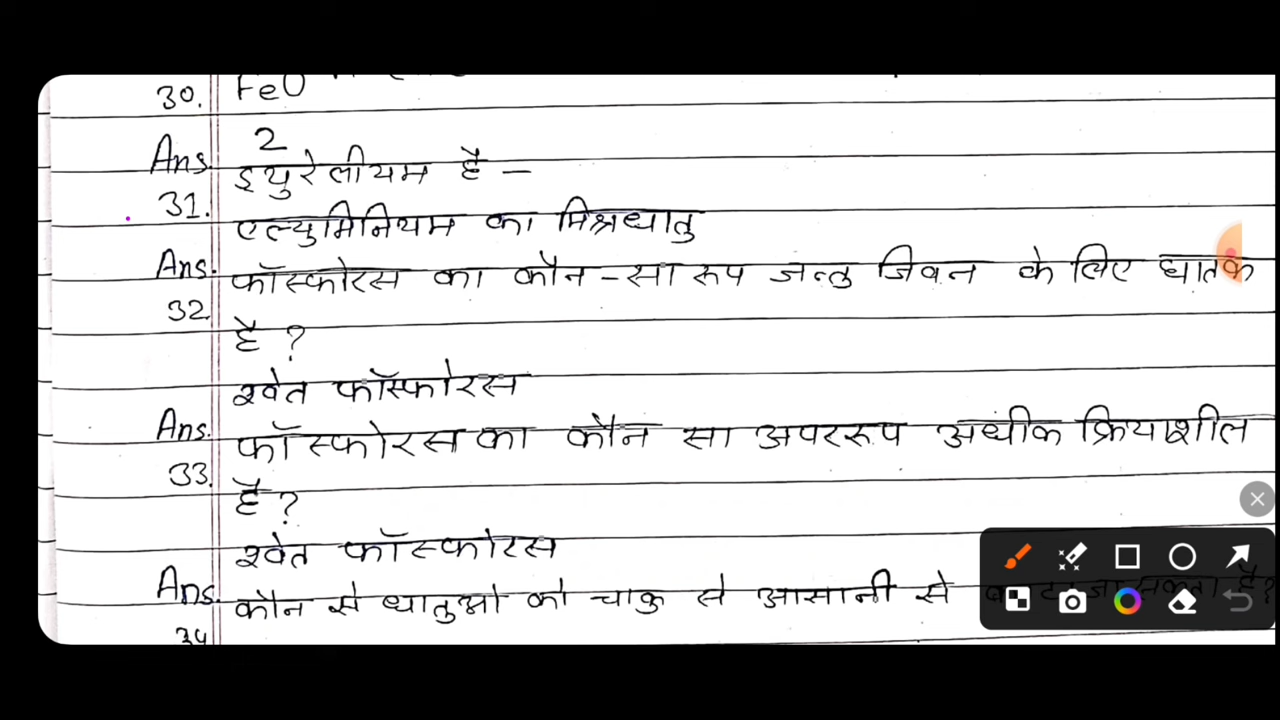 30. FeO
Ans 2
31. इयुरेलीयम है –
Ans. एल्युमिनियम का मिश्रधातु
32. फॉस्फोरस का कौन-सा रूप जन्तु जिवन के लिए घातक
है ?
Ans. श्वेत फॉस्फोरस
33. फॉस्फोरस का कौन सा अपररूप अधीक क्रियाशील
है ?
Ans. श्वेत फॉस्फोरस
34 कौन से धातुओ को चाकु से आसानी से